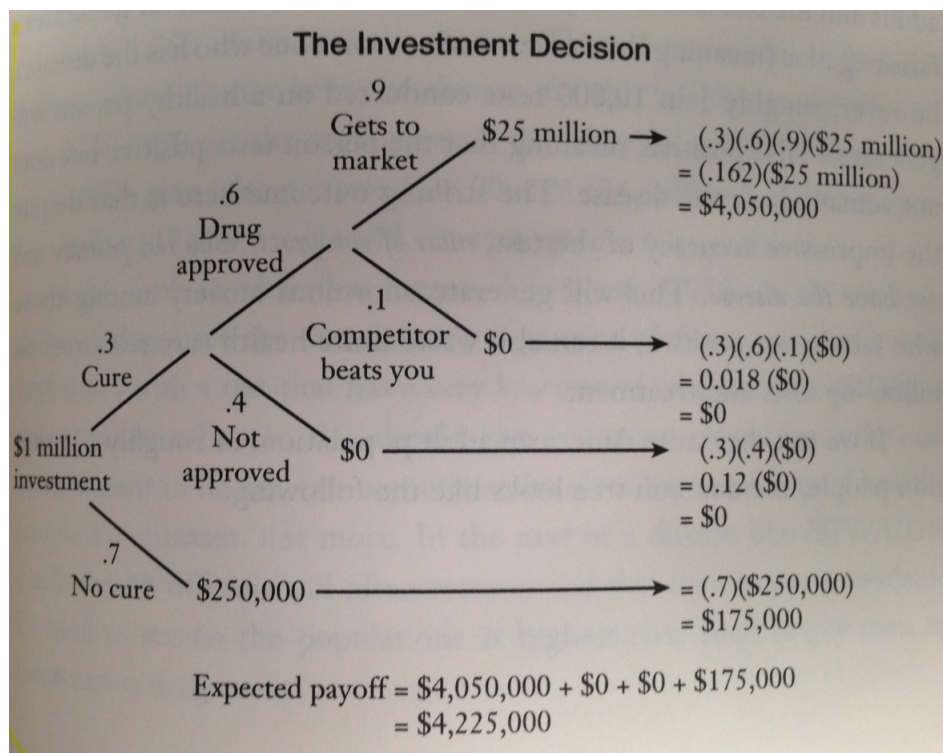 The Investment Decision
.9
Gets to
market
$25 million
(.3)(.6)(.9)($25 million)
= (.162)($25 million)
= $4,050,000
.6
Drug
approved
.1
Competitor
beats you
$0
(.3)(.6)(.1)($0)
= 0.018 ($0)
= $0
.3
Cure
.4
Not
approved
$0
(.3)(.4)($0)
= 0.12 ($0)
= $0
$1 million
investment
.7
No cure
$250,000
= (.7)($250,000)
= $175,000
Expected payoff = $4,050,000 + $0 + $0 + $175,000
= $4,225,000